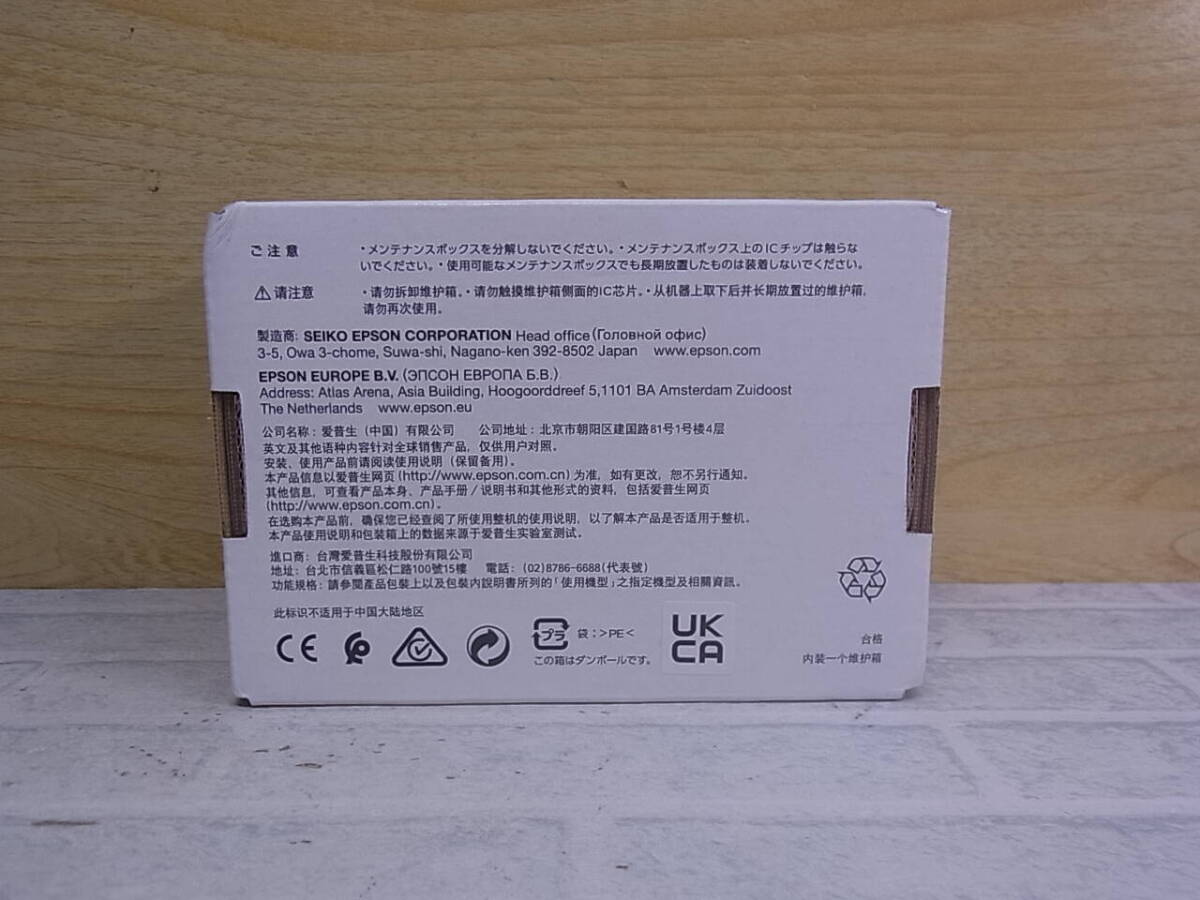 ご注意
・メンテナンスボックスを分解しないでください。・メンテナンスボックス上のICチップは触らな
いでください。・使用可能なメンテナンスボックスでも長期放置したものは装着しないでください。
请注意
・请勿拆卸维护箱。・请勿触摸维护箱侧面的IC芯片。・从机器上取下后并长期放置过的维护箱,
请勿再次使用。
製造商: SEIKO EPSON CORPORATION Head office (Головной офис)
3-5, Owa 3-chome, Suwa-shi, Nagano-ken 392-8502 Japan www.epson.com
EPSON EUROPE B.V. (ЭПСОН ЕВРОПА Б.В.)
Address: Atlas Arena, Asia Building, Hoogoorddreef 5,1101 BA Amsterdam Zuidoost
The Netherlands www.epson.eu
公司名称: 爱普生（中国）有限公司 公司地址: 北京市朝阳区建国路81号1号楼4层
英文及其他语种内容针对全球销售产品, 仅供用户对照。
安装、使用产品前请阅读使用说明（保留备用）。
本产品信息以爱普生网页 (http://www.epson.com.cn) 为准, 如有更改, 恕不另行通知。
其他信息, 可查看产品本身、产品手册/说明书和其他形式的资料, 包括爱普生网页
(http://www.epson.com.cn)。
在选购本产品前, 确保您已经查阅了所使用整机的使用说明, 以了解本产品是否适用于整机。
本产品使用说明和包装箱上的数据来源于爱普生实验室测试。
進口商: 台灣愛普生科技股份有限公司
地址: 台北市信義區松仁路100號15樓 電話: (02)8786-6688(代表號)
功能規格: 請參閱產品包裝上以及包裝內說明書所列的「使用機型」之指定機型及相關資訊。
此标识不适用于中国大陆地区
CE
プラ
袋: >PE<
この箱はダンボールです。
UK
CA
合格
内装一个维护箱